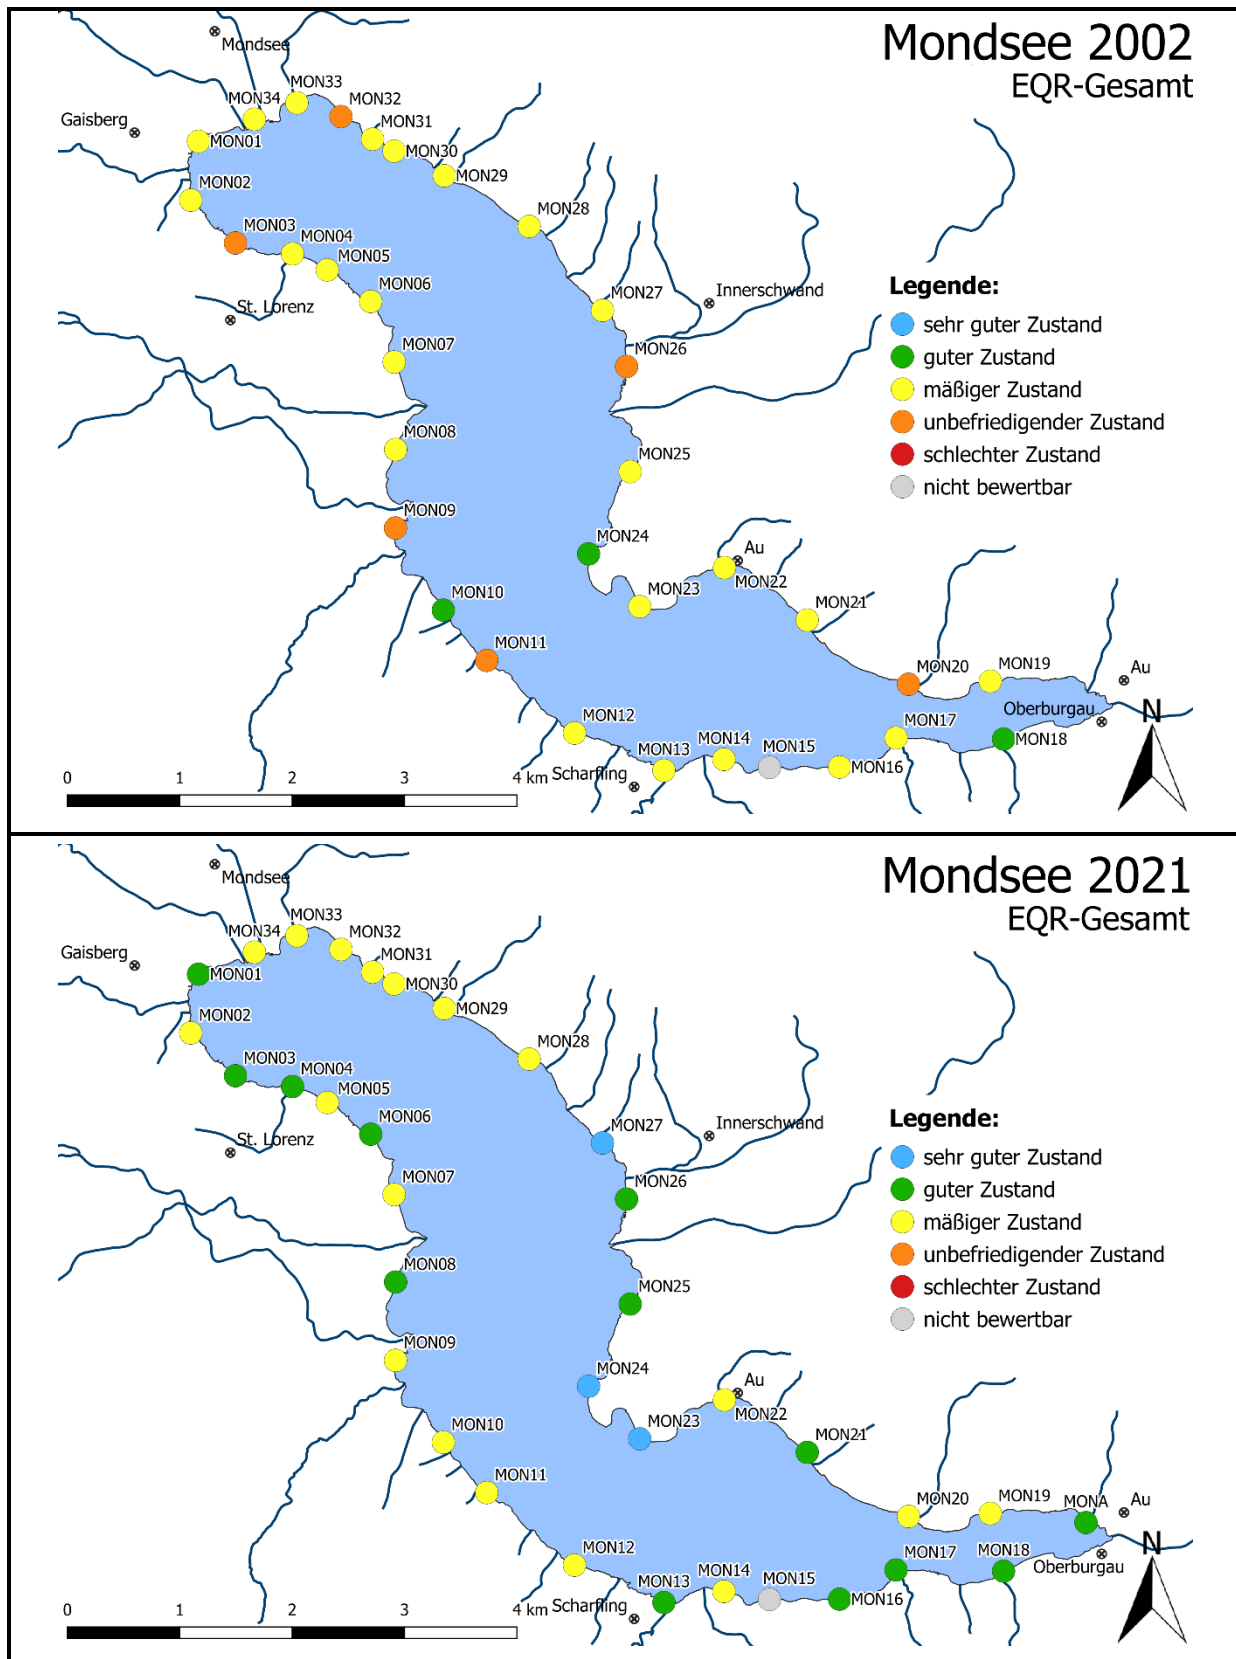 Mondsee 2002
EQR-Gesamt
Mondsee
MON33
MON34
MON32
Gaisberg
MON31
MON01
MON30
MON29
MON02
MON28
MON03
MON04
MON05
MON06
MON27
Innerschwand
St. Lorenz
MON07
MON26
Legende:
sehr guter Zustand
guter Zustand
mäßiger Zustand
unbefriedigender Zustand
schlechter Zustand
nicht bewertbar
MON08
MON25
MON09
MON24
Au
MON22
MON10
MON23
MON21
MON11
MON20
MON19
Au
Oberburgau
N
MON12
MON17
MON18
MON13
MON14
MON15
MON16
Scharfling
0 1 2 3 4 km
Mondsee 2021
EQR-Gesamt
Mondsee
MON33
MON34
MON32
Gaisberg
MON31
MON01
MON30
MON29
MON02
MON28
MON03
MON04
MON05
MON06
MON27
Innerschwand
St. Lorenz
MON07
MON26
Legende:
sehr guter Zustand
guter Zustand
mäßiger Zustand
unbefriedigender Zustand
schlechter Zustand
nicht bewertbar
MON08
MON25
MON09
MON24
Au
MON22
MON10
MON23
MON21
MON11
MON20
MON19
MONA
Au
Oberburgau
N
MON12
MON17
MON18
MON13
MON14
MON15
MON16
Scharfling
0 1 2 3 4 km